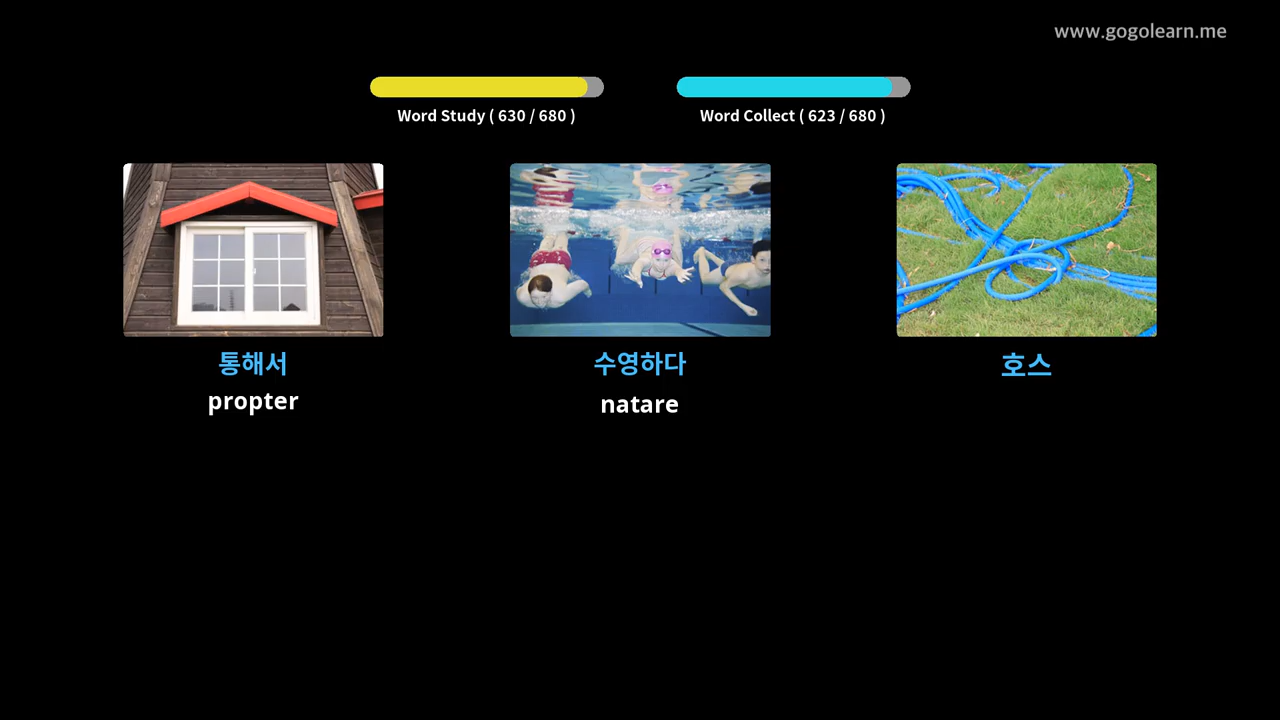 www.gogolearn.me
Word Study ( 630 / 680 )
Word Collect ( 623 / 680 )
통해서
수영하다
호스
propter
natare